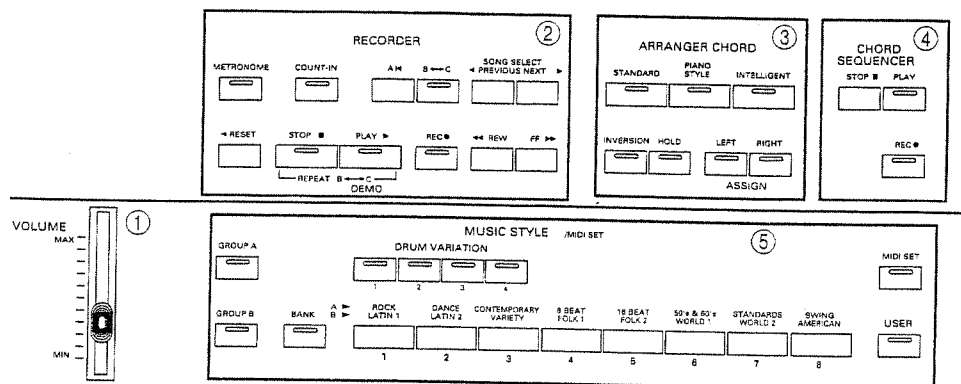 RECORDER ②
METRONOME COUNT-IN A⏮ B↔C ◄ SONG SELECT ►
PREVIOUS NEXT
◄ RESET STOP ■ PLAY ► REC● ◄◄ REW FF ►►
REPEAT B↔C
DEMO
ARRANGER CHORD ③
STANDARD PIANO STYLE INTELLIGENT
INVERSION HOLD LEFT RIGHT
ASSIGN
CHORD ④
SEQUENCER
STOP ■ PLAY
REC●
VOLUME ①
MAX
MIN
MUSIC STYLE /MIDI SET ⑤
GROUP A DRUM VARIATION MIDI SET
1 2 3 4
GROUP B BANK USER
A ► ROCK DANCE CONTEMPORARY 8 BEAT 16 BEAT 50's & 60's STANDARDS SWING
B ► LATIN 1 LATIN 2 VARIETY FOLK 1 FOLK 2 WORLD 1 WORLD 2 AMERICAN
1 2 3 4 5 6 7 8